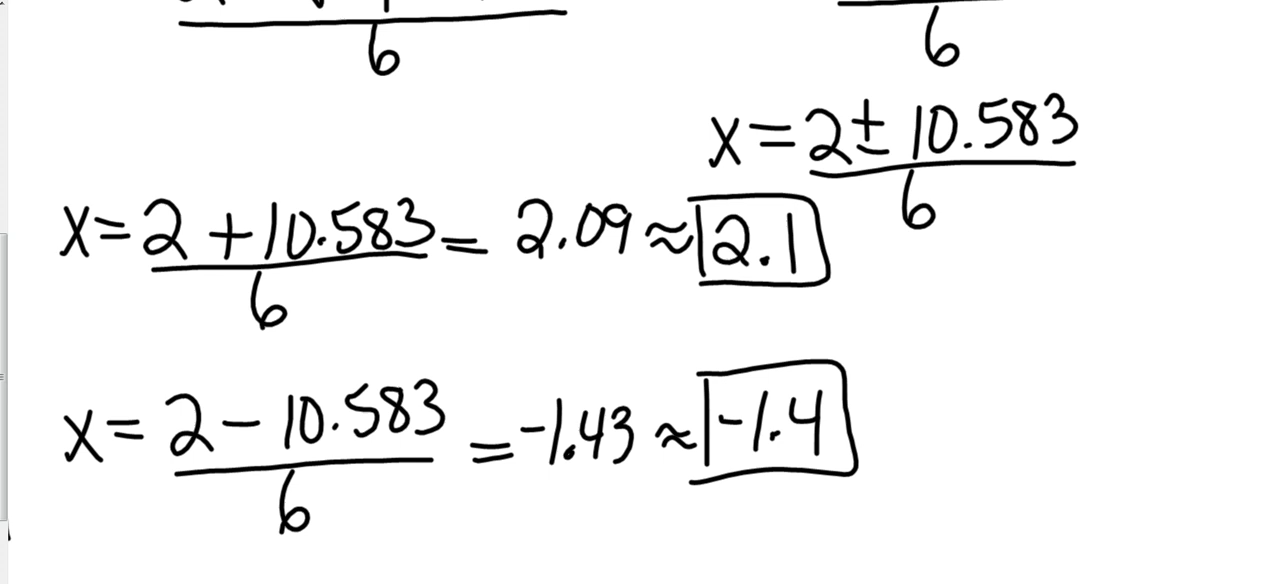 6 6
x = (2 ± 10.583)/6
x = (2 + 10.583)/6 = 2.09 ≈ 2.1
x = (2 - 10.583)/6 = -1.43 ≈ -1.4